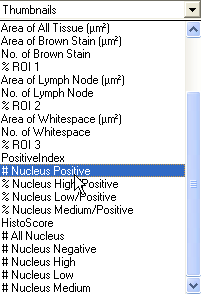 Thumbnails
Area of All Tissue (µm²)
Area of Brown Stain (µm²)
No. of Brown Stain
% ROI 1
Area of Lymph Node (µm²)
No. of Lymph Node
% ROI 2
Area of Whitespace (µm²)
No. of Whitespace
% ROI 3
PositiveIndex
# Nucleus Positive
% Nucleus High/Positive
% Nucleus Low/Positive
% Nucleus Medium/Positive
HistoScore
# All Nucleus
# Nucleus Negative
# Nucleus High
# Nucleus Low
# Nucleus Medium